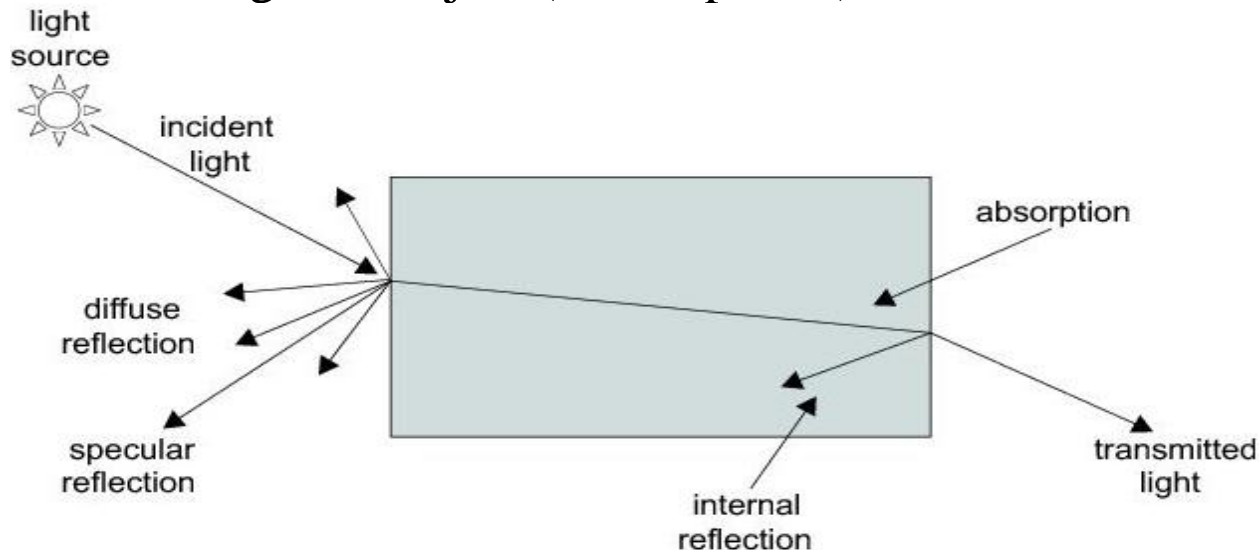 light
source
incident
light
absorption
diffuse
reflection
specular
reflection
transmitted
light
internal
reflection